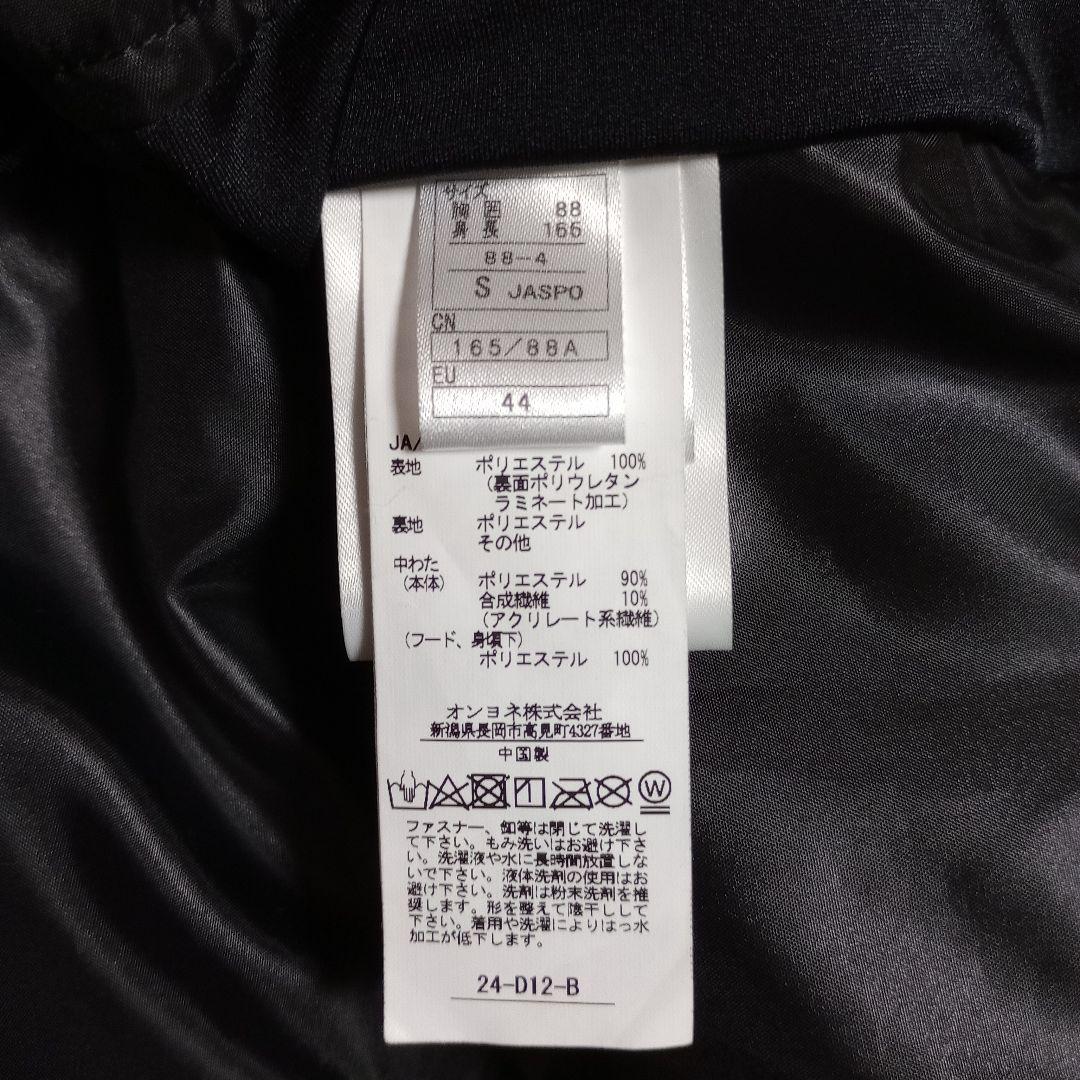 サイズ
胸囲 88
身長 165
88-4
S JASPO
CN
165/88A
EU
44
JA/
表地 ポリエステル 100%
(裏面ポリウレタン
ラミネート加工)
裏地 ポリエステル
その他
中わた
(本体) ポリエステル 90%
合成繊維 10%
(アクリレート系繊維)
(フード、身頃下)
ポリエステル 100%
オンヨネ株式会社
新潟県長岡市高見町4327番地
中国製
W
ファスナー、釦等は閉じて洗濯し
て下さい。もみ洗いはお避け下さ
い。洗濯液や水に長時間放置しな
いで下さい。液体洗剤の使用はお
避け下さい。洗剤は粉末洗剤を推
奨します。形を整えて陰干しして
下さい。着用や洗濯によりはっ水
加工が低下します。
24-D12-B